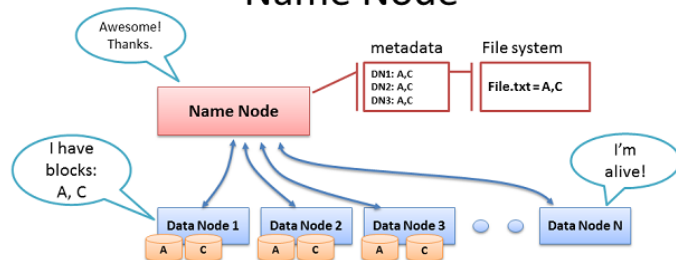 Name Node
Awesome!
Thanks.
metadata
File system
DN1: A,C
DN2: A,C
DN3: A,C
File.txt = A,C
Name Node
I have
blocks:
A, C
I'm
alive!
Data Node 1
Data Node 2
Data Node 3
Data Node N
A
C
A
C
A
C